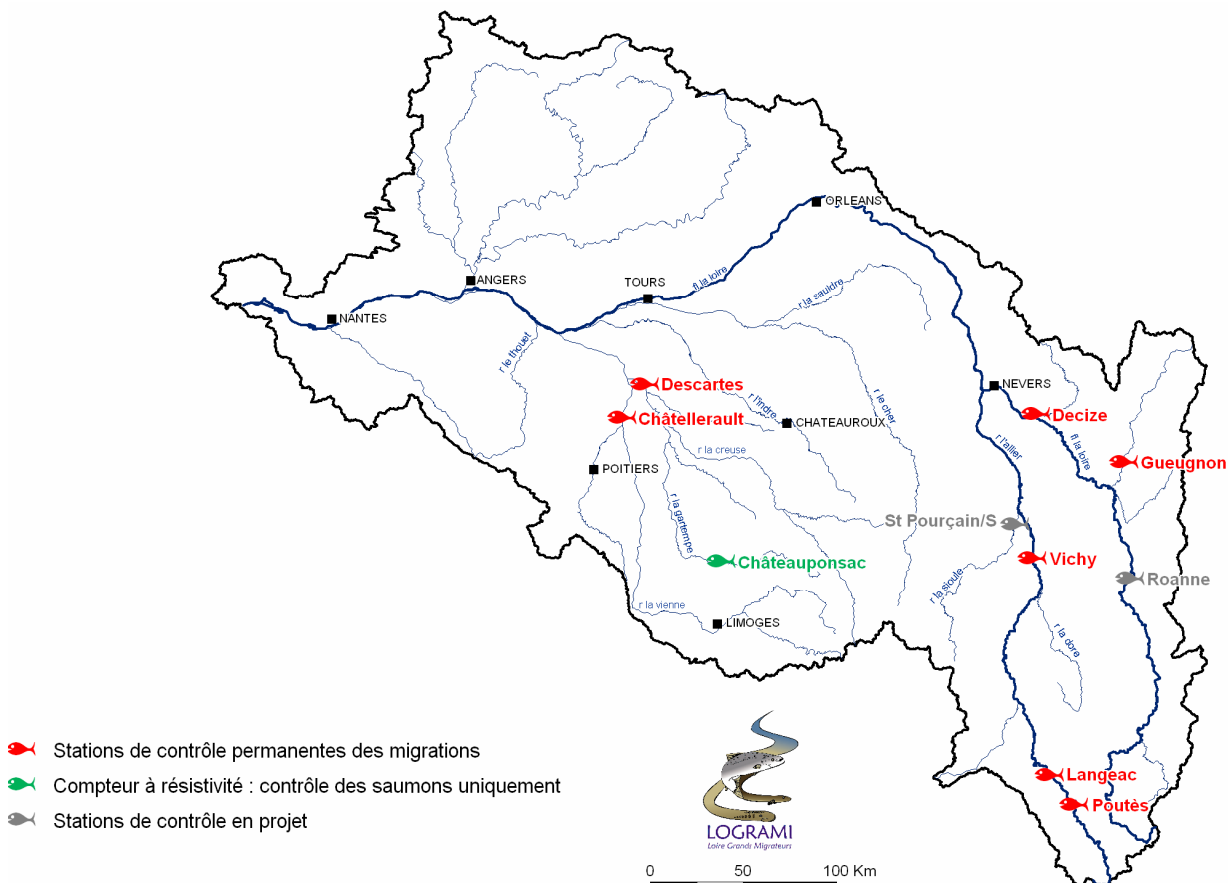 ORLEANS
ANGERS
TOURS
fl la loire
r la sauldre
NANTES
r le thouet
Descartes
NEVERS
r l'indre
r le cher
Decize
Châtellerault
CHATEAUROUX
r l'allier
fl la loire
r la creuse
Gueugnon
POITIERS
r la gartempe
St Pourçain/S
Châteauponsac
Vichy
Roanne
r la sioule
r la vienne
LIMOGES
r la dore
Stations de contrôle permanentes des migrations
Compteur à résistivité : contrôle des saumons uniquement
Stations de contrôle en projet
Langeac
Poutès
LOGRAMI
Loire Grands Migrateurs
0 50 100 Km